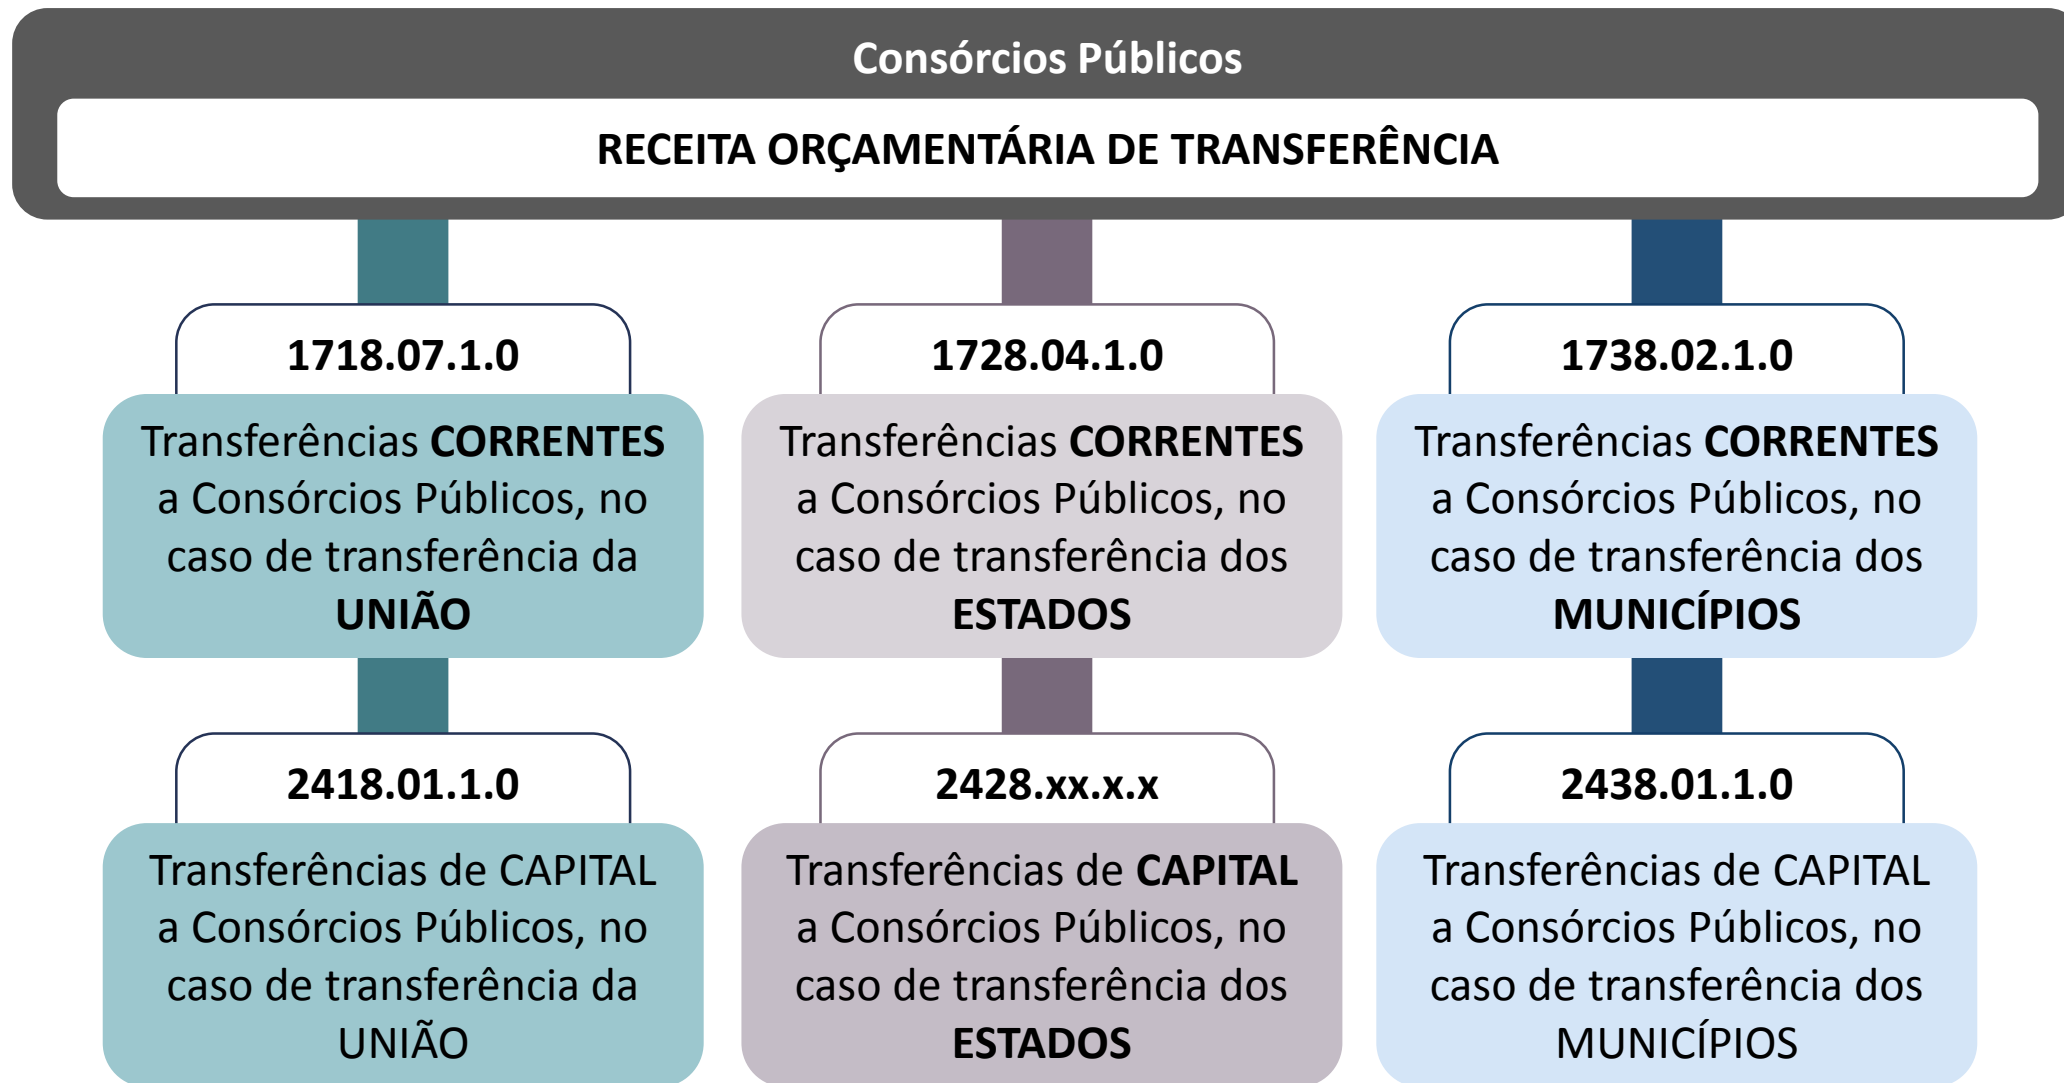 Consórcios Públicos
RECEITA ORÇAMENTÁRIA DE TRANSFERÊNCIA
1718.07.1.0
Transferências CORRENTES
a Consórcios Públicos, no
caso de transferência da
UNIÃO
2418.01.1.0
Transferências de CAPITAL
a Consórcios Públicos, no
caso de transferência da
UNIÃO
1728.04.1.0
Transferências CORRENTES
a Consórcios Públicos, no
caso de transferência dos
ESTADOS
2428.xx.x.x
Transferências de CAPITAL
a Consórcios Públicos, no
caso de transferência dos
ESTADOS
1738.02.1.0
Transferências CORRENTES
a Consórcios Públicos, no
caso de transferência dos
MUNICÍPIOS
2438.01.1.0
Transferências de CAPITAL
a Consórcios Públicos, no
caso de transferência dos
MUNICÍPIOS